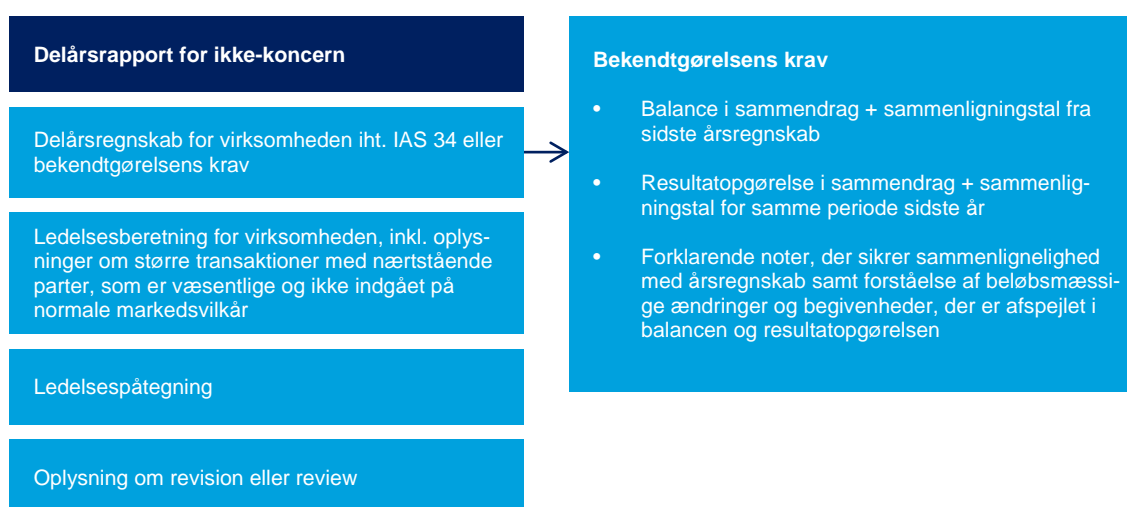 Delårsrapport for ikke-koncern
Delårsregnskab for virksomheden iht. IAS 34 eller
bekendtgørelsens krav
Ledelsesberetning for virksomheden, inkl. oplys-
ninger om større transaktioner med nærtstående
parter, som er væsentlige og ikke indgået på
normale markedsvilkår
Ledelsespåtegning
Oplysning om revision eller review
Bekendtgørelsens krav
• Balance i sammendrag + sammenligningstal fra
sidste årsregnskab
• Resultatopgørelse i sammendrag + sammenlig-
ningstal for samme periode sidste år
• Forklarende noter, der sikrer sammenlignelighed
med årsregnskab samt forståelse af beløbsmæssi-
ge ændringer og begivenheder, der er afspejlet i
balancen og resultatopgørelsen